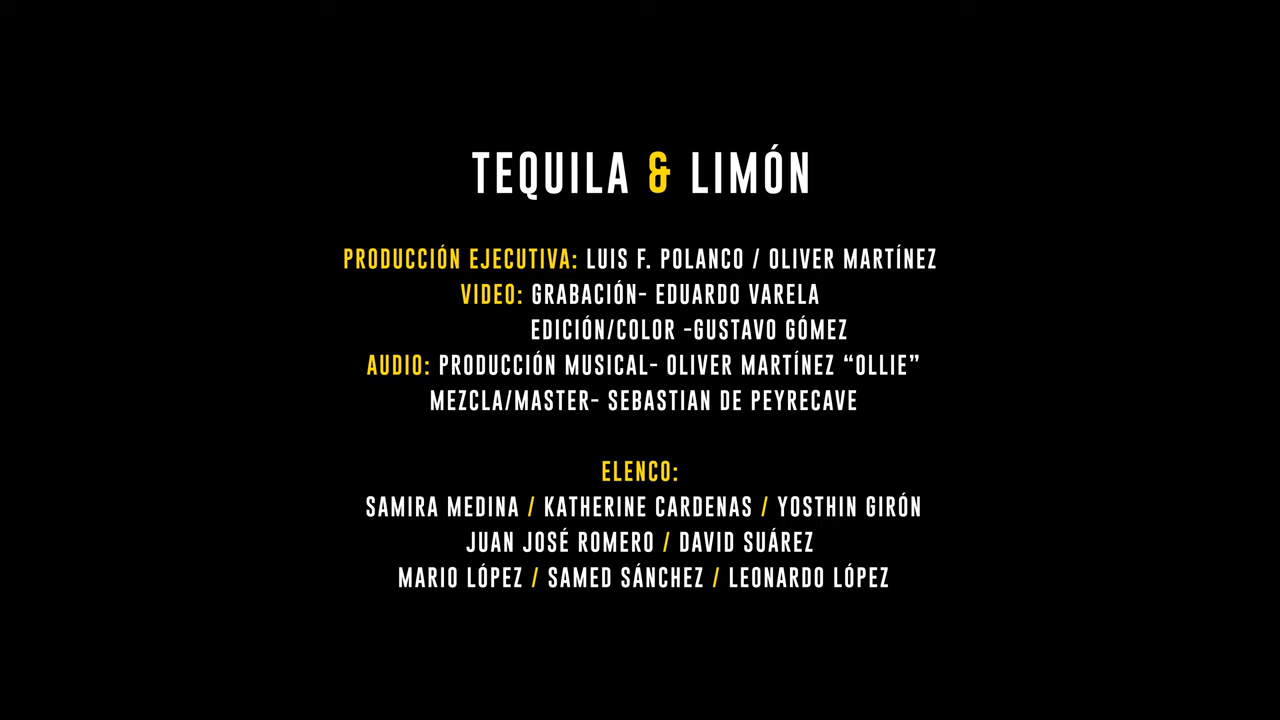 TEQUILA & LIMÓN
PRODUCCIÓN EJECUTIVA: LUIS F. POLANCO / OLIVER MARTÍNEZ
VIDEO: GRABACIÓN- EDUARDO VARELA
EDICIÓN/COLOR -GUSTAVO GÓMEZ
AUDIO: PRODUCCIÓN MUSICAL- OLIVER MARTÍNEZ “OLLIE”
MEZCLA/MASTER- SEBASTIAN DE PEYRECAVE
ELENCO:
SAMIRA MEDINA / KATHERINE CARDENAS / YOSTHIN GIRÓN
JUAN JOSÉ ROMERO / DAVID SUÁREZ
MARIO LÓPEZ / SAMED SÁNCHEZ / LEONARDO LÓPEZ